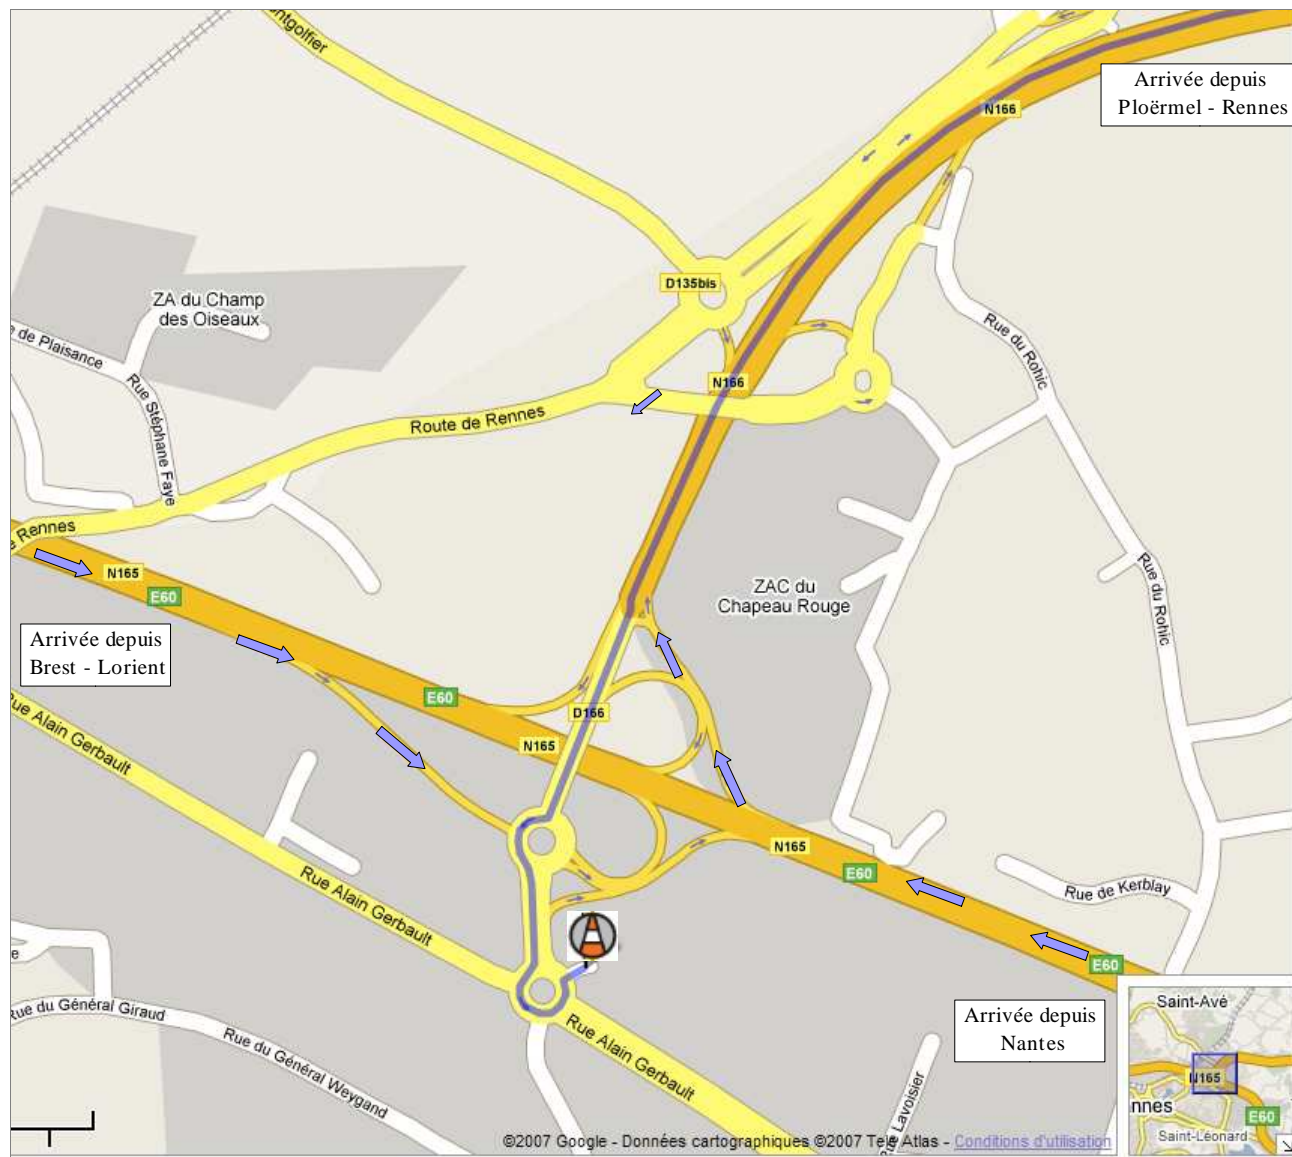 ntgolfier
Arrivée depuis
Ploërmel - Rennes
N166
D135bis
ZA du Champ
des Oiseaux
de Plaisance
Rue du Rohic
N166
Rue Stéphane Faye
Route de Rennes
Rennes
N165
E60
ZAC du
Chapeau Rouge
Rue du Rohic
Arrivée depuis
Brest - Lorient
E60
D166
N165
ue Alain Gerbault
N165
E60
Rue de Kerblay
Rue Alain Gerbault
E60
e
Rue du Général Giraud
Arrivée depuis
Nantes
Saint-Avé
Rue Alain Gerbault
Rue du Général Weygand
N165
Rue Lavoisier
nnes
E60
Saint-Léonard
©2007 Google - Données cartographiques ©2007 Tele Atlas - Conditions d'utilisation